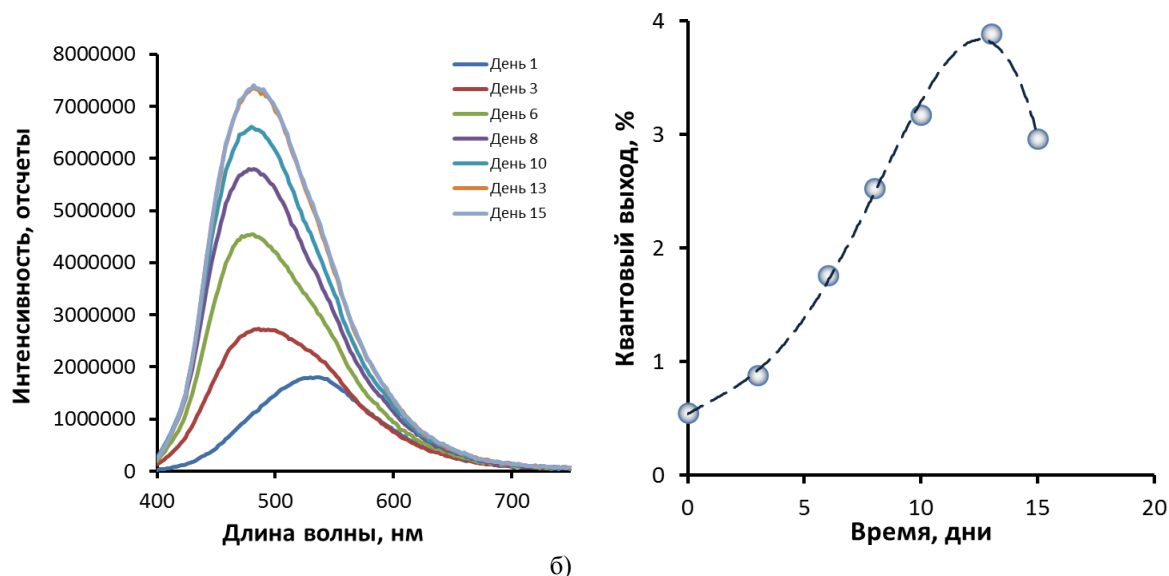 Интенсивность, отсчеты
8000000
7000000
6000000
5000000
4000000
3000000
2000000
1000000
0
400
500
600
700
Длина волны, нм
День 1
День 3
День 6
День 8
День 10
День 13
День 15
Квантовый выход, %
4
3
2
1
0
0
5
10
15
20
Время, дни
б)